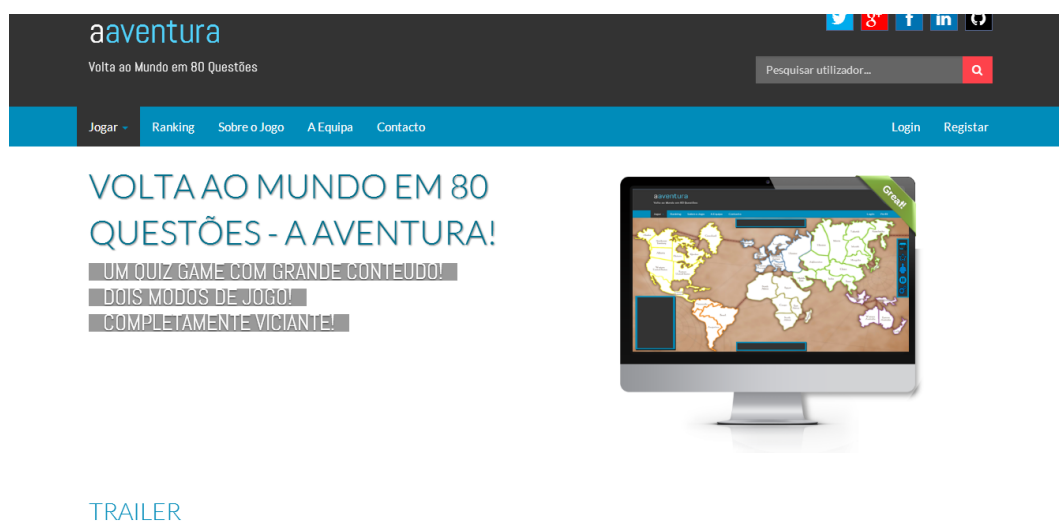 aaventura
Volta ao Mundo em 80 Questões
Pesquisar utilizador...
Jogar Ranking Sobre o Jogo A Equipa Contacto Login Registar
VOLTA AO MUNDO EM 80
QUESTÕES - A AVENTURA!
UM QUIZ GAME COM GRANDE CONTEUDO!
DOIS MODOS DE JOGO!
COMPLETAMENTE VICIANTE!
aaventura
Great!
TRAILER